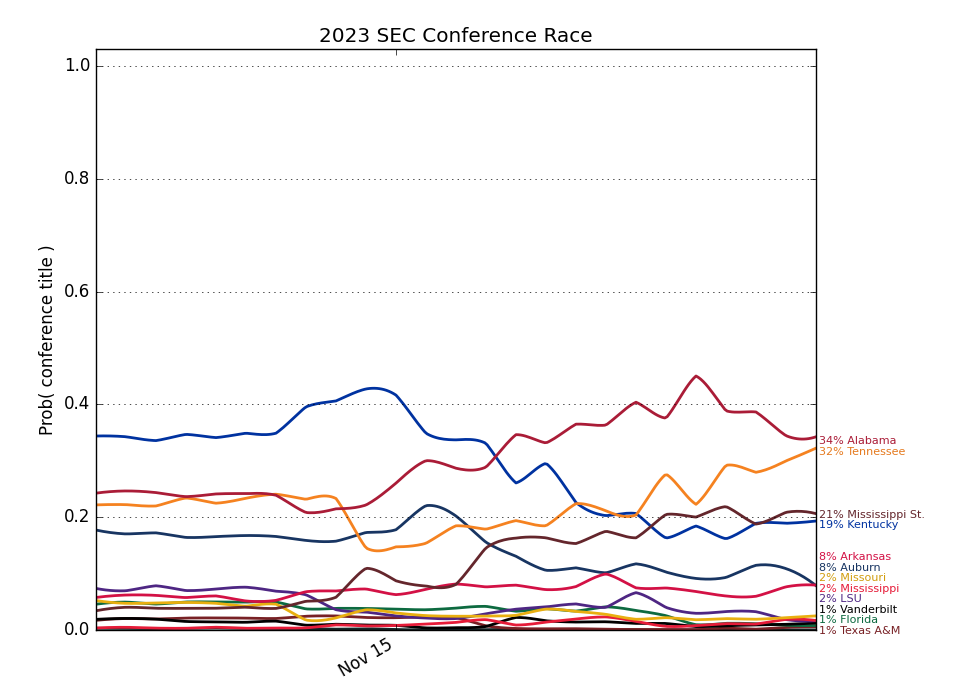 2023 SEC Conference Race
Prob( conference title )
1.0
0.8
0.6
0.4
0.2
0.0
Nov 15
34% Alabama
32% Tennessee
21% Mississippi St.
19% Kentucky
8% Arkansas
8% Auburn
2% Missouri
2% Mississippi
2% LSU
1% Vanderbilt
1% Florida
1% Texas A&M